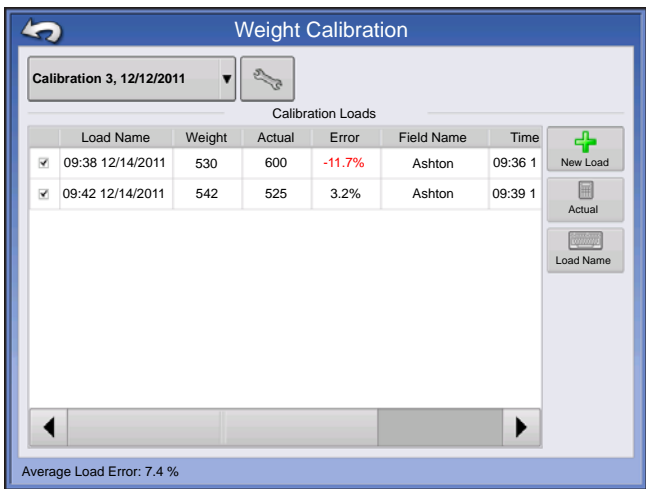 Weight Calibration
Calibration 3, 12/12/2011
Calibration Loads
Load Name Weight Actual Error Field Name Time
09:38 12/14/2011 530 600 -11.7% Ashton 09:36 1
09:42 12/14/2011 542 525 3.2% Ashton 09:39 1
New Load
Actual
Load Name
Average Load Error: 7.4 %